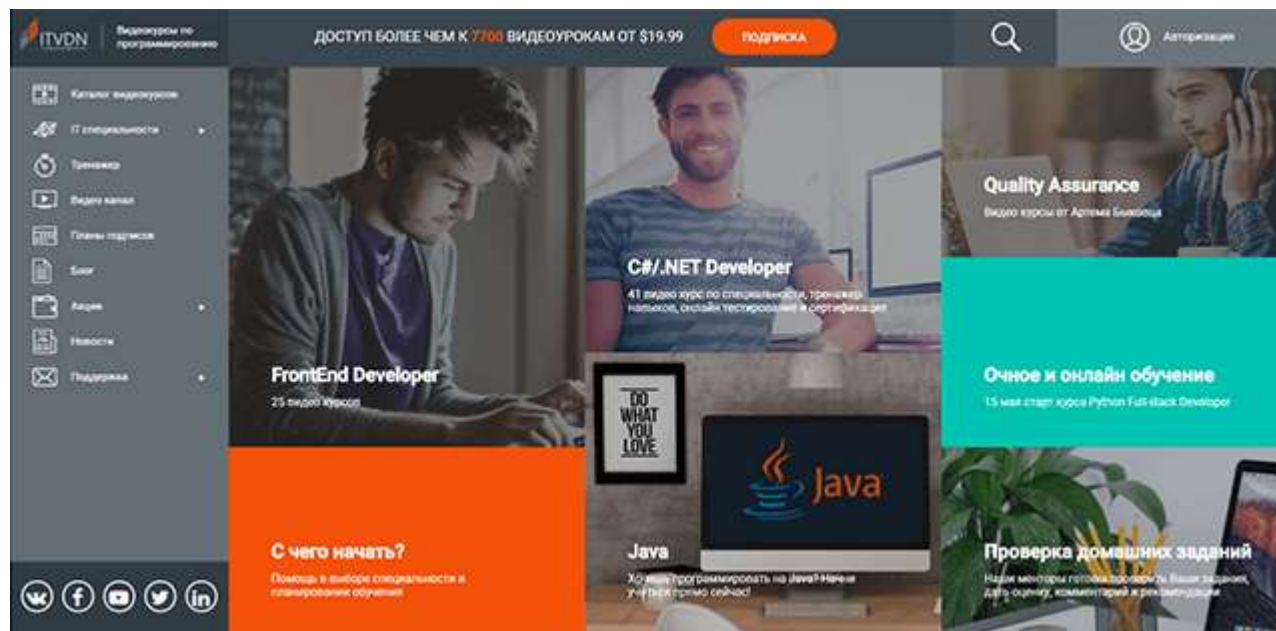 ITVDN
Видеокурсы по
программированию
ДОСТУП БОЛЕЕ ЧЕМ К 7700 ВИДЕОУРОКАМ ОТ $19.99
ПОДПИСКА
Авторизация
Каталог видеокурсов
IT специальности
Тренажер
Видео канал
Планы подписок
Блог
Акции
Новости
Поддержка
FrontEnd Developer
25 видео курсов
C#/.NET Developer
41 видео курс по специальности, тренажер
навыков, онлайн тестирование и сертификация
Quality Assurance
Видео курсы от Артема Быковца
Очное и онлайн обучение
15 мая старт курса Python Full-stack Developer
С чего начать?
Помощь в выборе специальности и
планировании обучения
DO
WHAT
YOU
LOVE
Java
Java
Хочешь программировать на Java? Начни
учиться прямо сейчас!
Проверка домашних заданий
Наши менторы готовы проверить Ваши задания,
дать оценку, комментарий и рекомендации